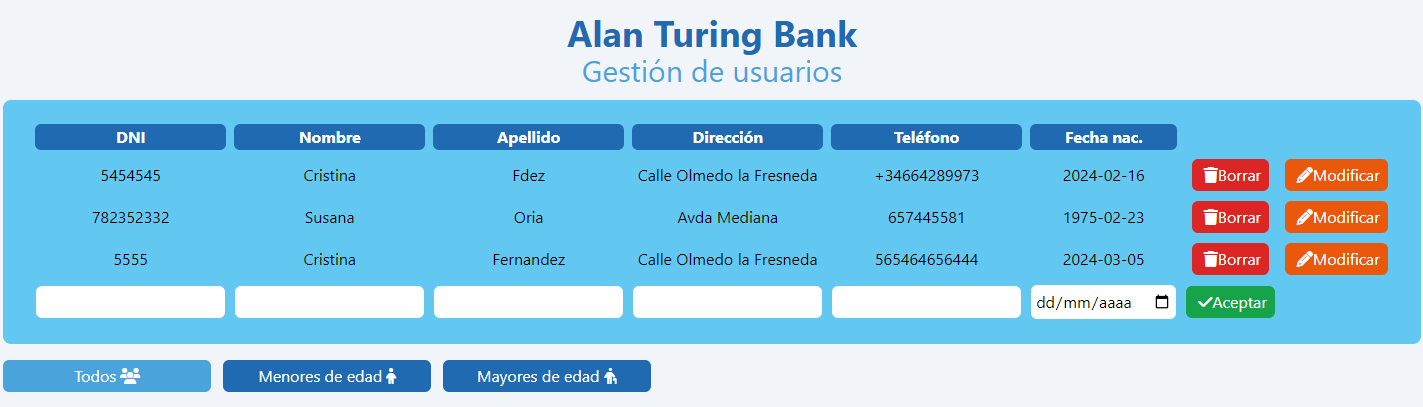 Alan Turing Bank
Gestión de usuarios
DNI Nombre Apellido Dirección Teléfono Fecha nac.
5454545 Cristina Fdez Calle Olmedo la Fresneda +34664289973 2024-02-16 Borrar Modificar
782352332 Susana Oria Avda Mediana 657445581 1975-02-23 Borrar Modificar
5555 Cristina Fernandez Calle Olmedo la Fresneda 565464656444 2024-03-05 Borrar Modificar
dd/mm/aaaa Aceptar
Todos Menores de edad Mayores de edad